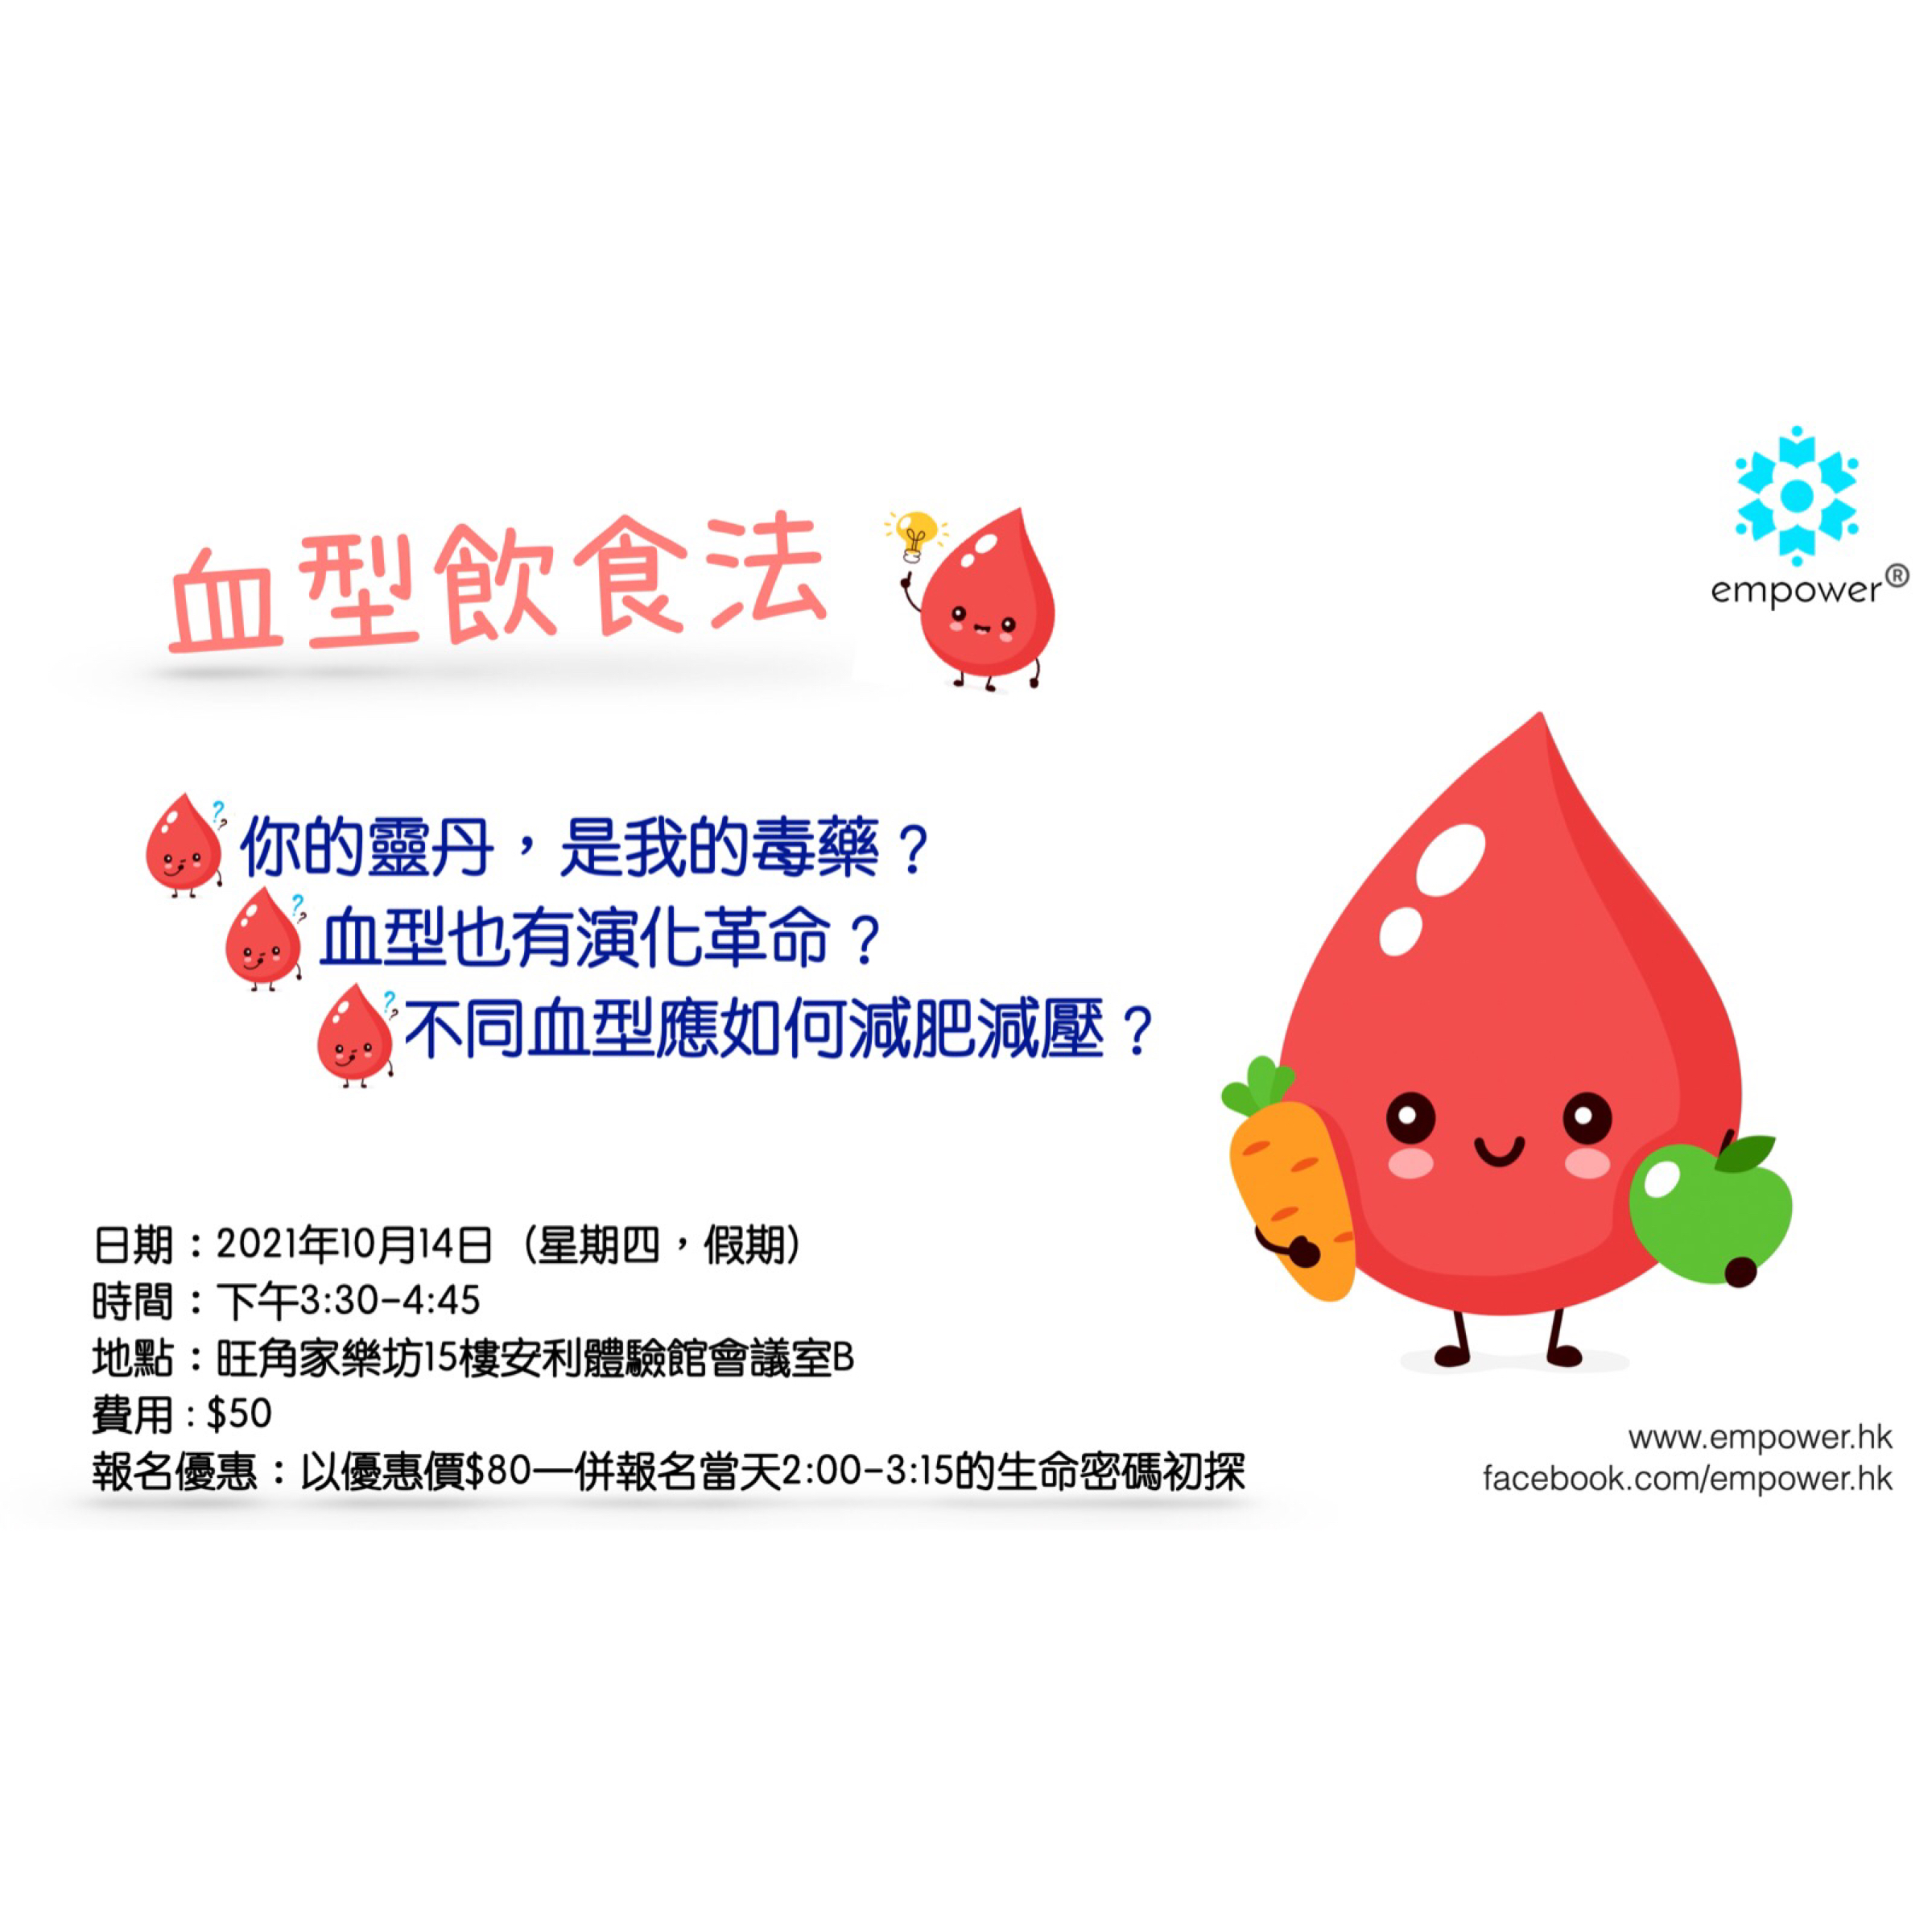 血型飲食法
empower®
你的靈丹，是我的毒藥？
血型也有演化革命？
不同血型應如何減肥減壓？
日期：2021年10月14日（星期四，假期）
時間：下午3:30-4:45
地點：旺角家樂坊15樓安利體驗館會議室B
費用 : $50
報名優惠：以優惠價$80一併報名當天2:00-3:15的生命密碼初探
www.empower.hk
facebook.com/empower.hk